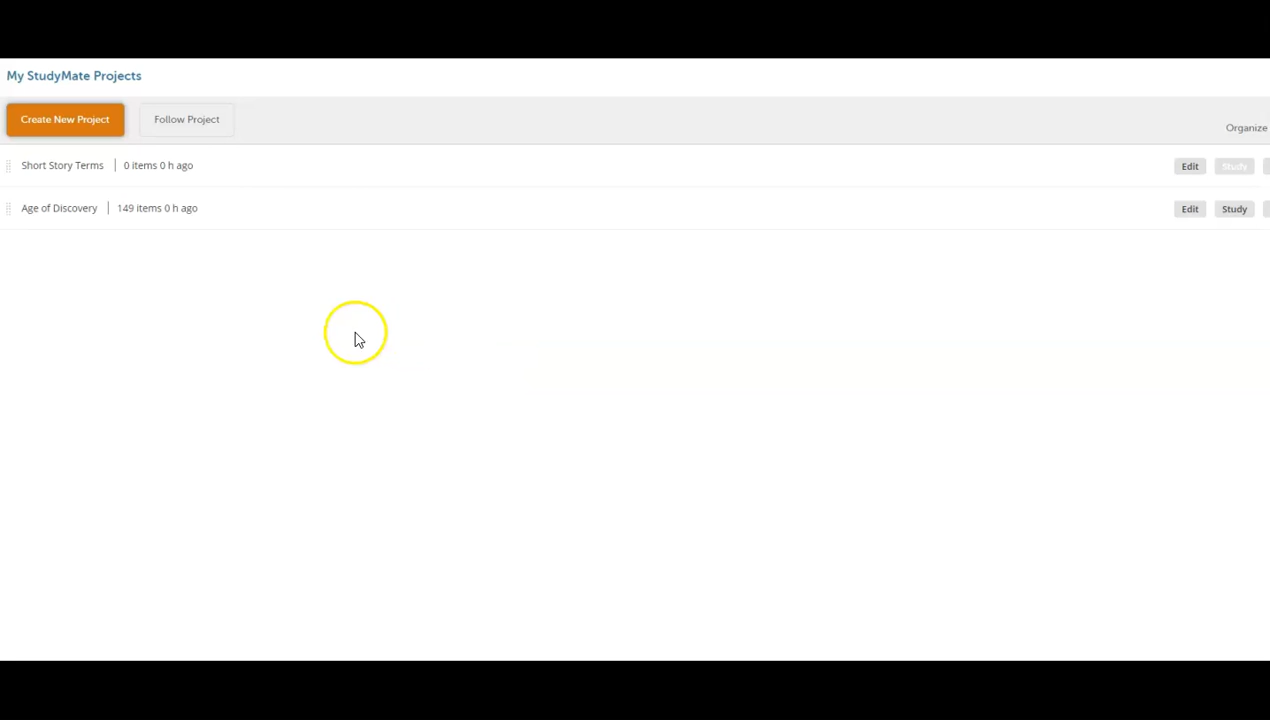 My StudyMate Projects
Create New Project
Follow Project
Organize
Short Story Terms | 0 items 0 h ago
Edit
Study
Age of Discovery | 149 items 0 h ago
Edit
Study